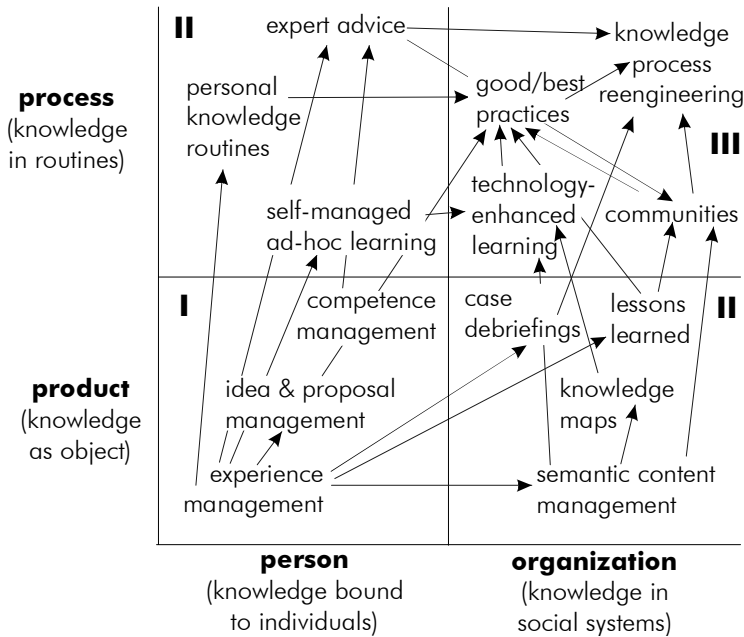 II
expert advice
knowledge
process
reengineering
process
(knowledge
in routines)
personal
knowledge
routines
good/best
practices
III
self-managed
ad-hoc learning
technology-
enhanced
learning
communities
I
competence
management
case
debriefings
lessons
learned
II
product
(knowledge
as object)
idea & proposal
management
knowledge
maps
experience
management
semantic content
management
person
(knowledge bound
to individuals)
organization
(knowledge in
social systems)